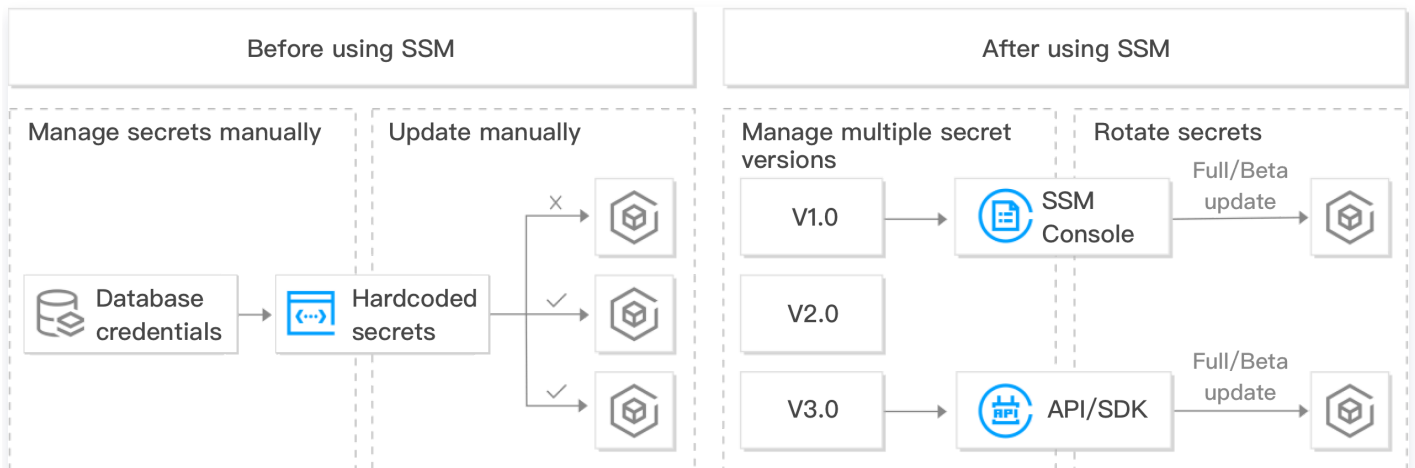 Before using SSM
After using SSM
Manage secrets manually
Update manually
Database
credentials
Hardcoded
secrets
Manage multiple secret
versions
Rotate secrets
V1.0
SSM
Console
Full/Beta
update
V2.0
V3.0
API
API/SDK
Full/Beta
update